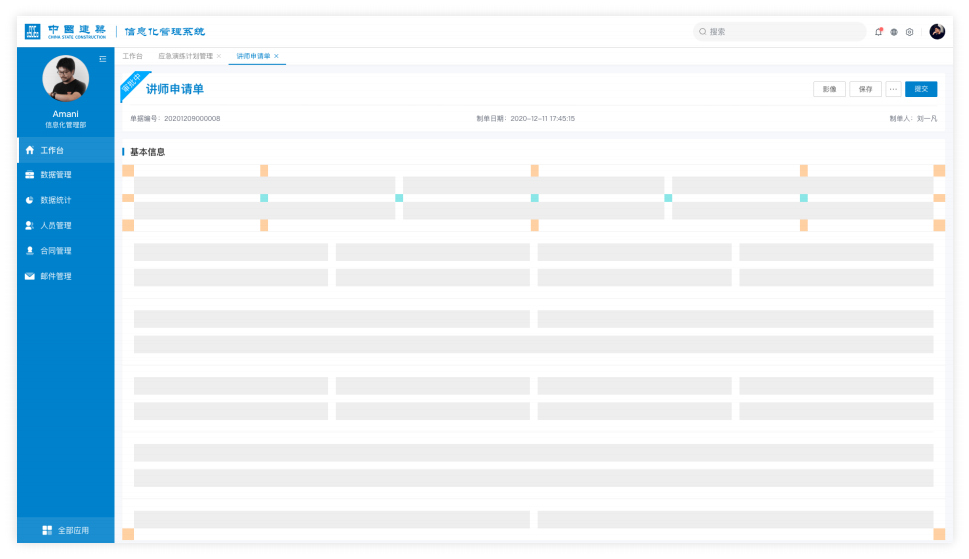 中國建築
CHINA STATE CONSTRUCTION
信息化管理系统
搜索
Amani
信息化管理部
工作台
数据管理
数据统计
人员管理
合同管理
邮件管理
全部应用
工作台 应急演练计划管理 × 讲师申请单 ×
审批中
讲师申请单
影像 保存 ··· 提交
单据编号：20201209000008 制单日期：2020-12-11 17:45:15 制单人：刘一凡
基本信息